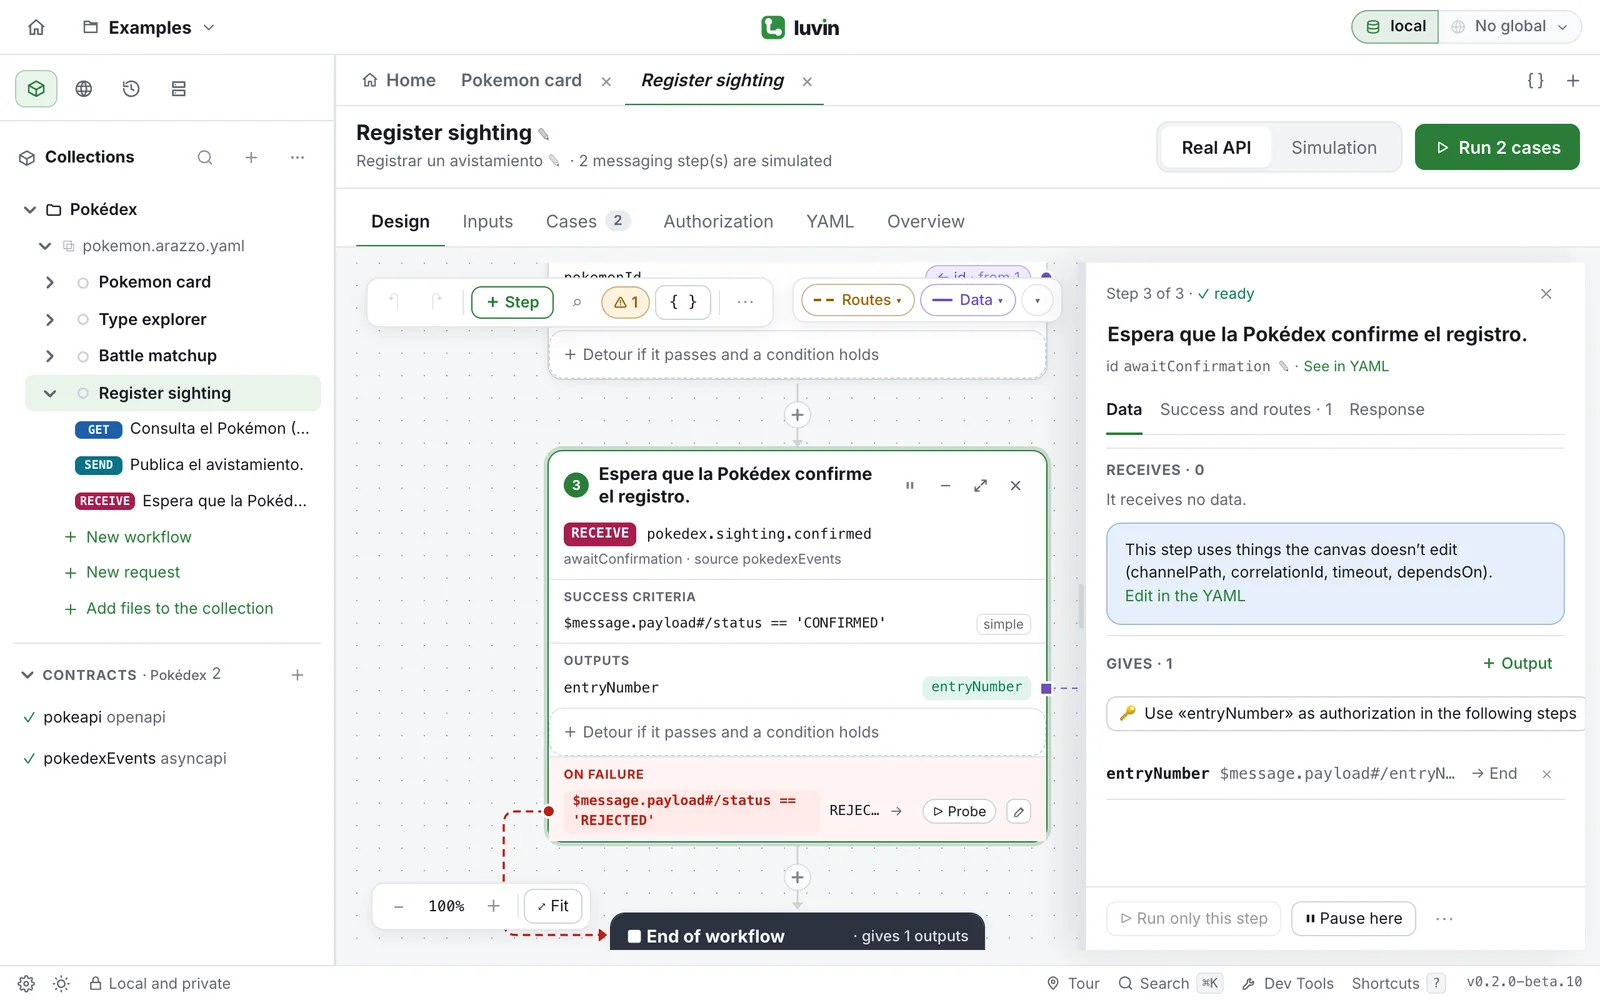 Examples
luvin
local
No global
Home
Pokemon card
Register sighting
{ }
Collections
Pokédex
pokemon.arazzo.yaml
Pokemon card
Type explorer
Battle matchup
Register sighting
GET Consulta el Pokémon (...
SEND Publica el avistamiento.
RECEIVE Espera que la Pokéd...
+ New workflow
+ New request
+ Add files to the collection
CONTRACTS · Pokédex 2
pokeapi openapi
pokedexEvents asyncapi
Register sighting
Registrar un avistamiento · 2 messaging step(s) are simulated
Real API
Simulation
Run 2 cases
Design
Inputs
Cases 2
Authorization
YAML
Overview
pokemonId
← id · from 1
+ Step
1
{ }
...
Routes
Data
+ Detour if it passes and a condition holds
3
Espera que la Pokédex confirme
el registro.
RECEIVE pokedex.sighting.confirmed
awaitConfirmation · source pokedexEvents
SUCCESS CRITERIA
$message.payload#/status == 'CONFIRMED'
simple
OUTPUTS
entryNumber
entryNumber
+ Detour if it passes and a condition holds
ON FAILURE
$message.payload#/status ==
'REJECTED'
REJEC… →
Probe
− 100% +
Fit
End of workflow
· gives 1 outputs
Step 3 of 3 · ✓ ready
Espera que la Pokédex confirme el registro.
id awaitConfirmation · See in YAML
Data
Success and routes · 1
Response
RECEIVES · 0
It receives no data.
This step uses things the canvas doesn’t edit
(channelPath, correlationId, timeout, dependsOn).
Edit in the YAML
GIVES · 1
+ Output
Use «entryNumber» as authorization in the following steps
entryNumber $message.payload#/entryN… → End
Run only this step
Pause here
...
Local and private
Tour
Search ⌘K
Dev Tools
Shortcuts ?
v0.2.0-beta.10